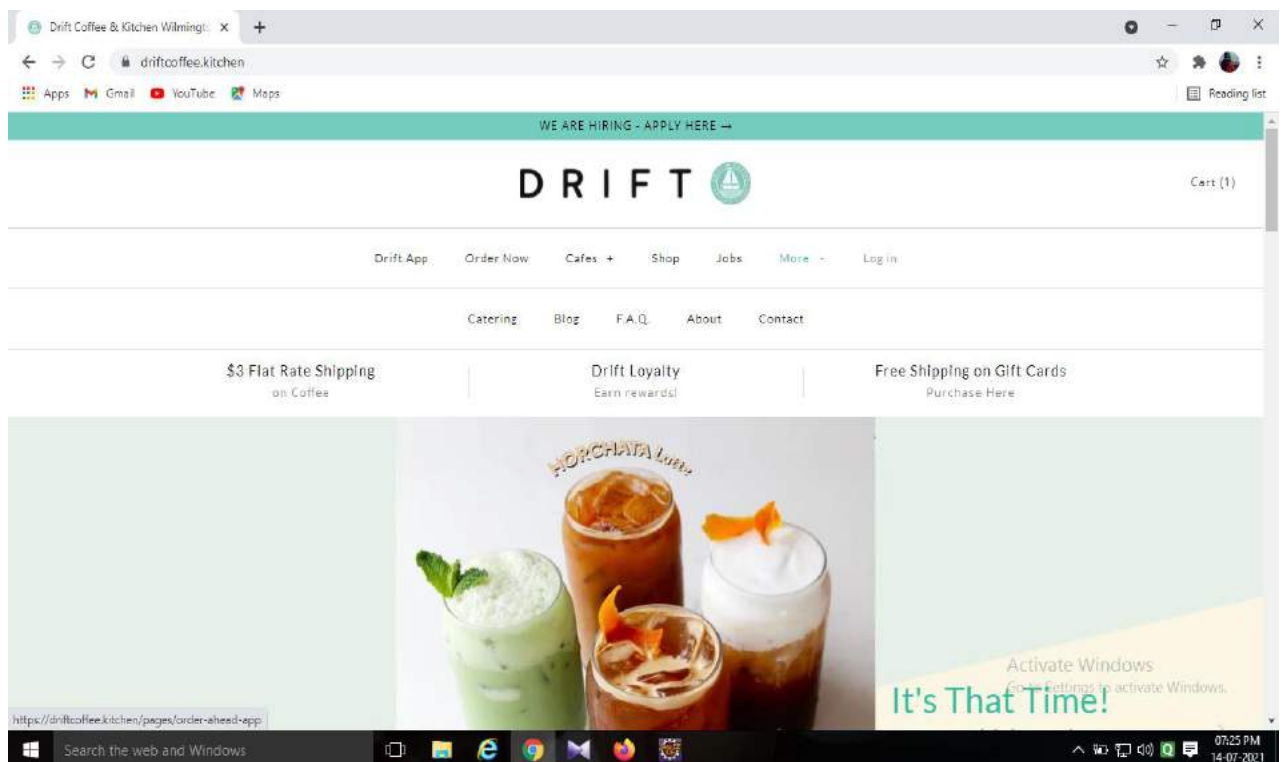 Drift Coffee & Kitchen Wilmingt
driftcoffee.kitchen
Apps Gmail YouTube Maps Reading list
WE ARE HIRING - APPLY HERE →
DRIFT
Cart (1)
Drift App Order Now Cafes + Shop Jobs More - Log in
Catering Blog F.A.Q. About Contact
$3 Flat Rate Shipping Drift Loyalty Free Shipping on Gift Cards
on Coffee Earn rewards! Purchase Here
HORCHATA Latte
Activate Windows
Go to Settings to activate Windows.
It's That Time!
https://driftcoffee.kitchen/pages/order-ahead-app
Search the web and Windows
07:25 PM
14-07-2021